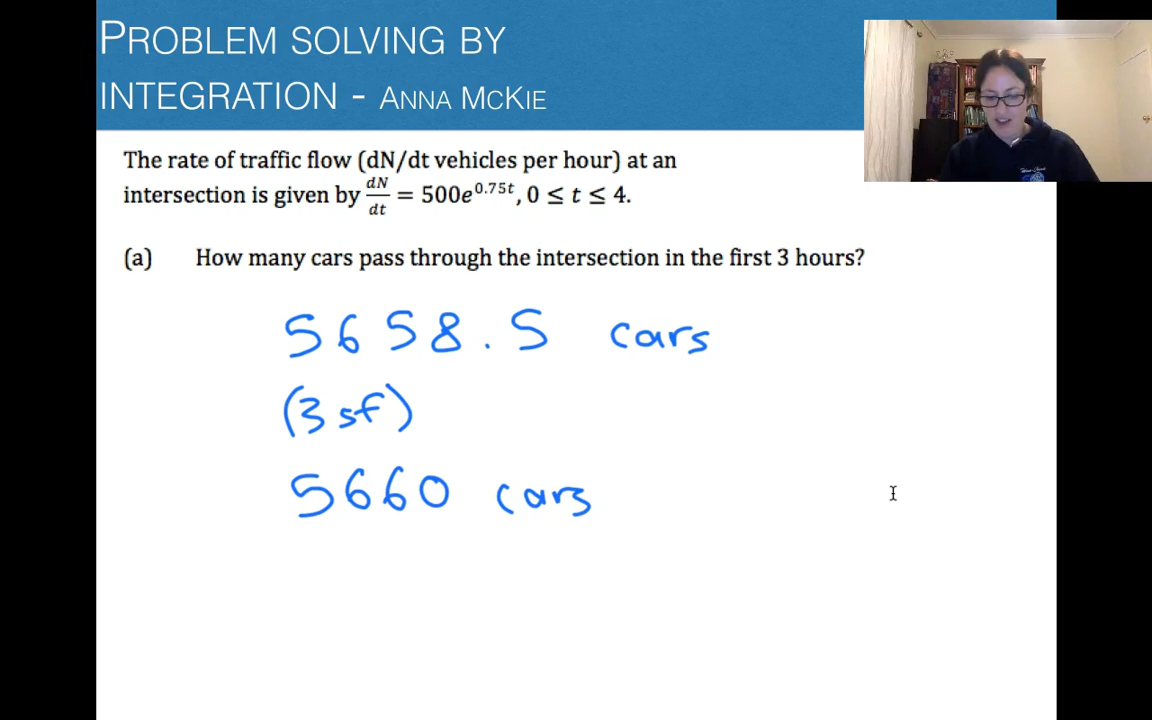 PROBLEM SOLVING BY
INTEGRATION - ANNA MCKIE
The rate of traffic flow (dN/dt vehicles per hour) at an
intersection is given by dN/dt = 500e^0.75t, 0 ≤ t ≤ 4.
(a) How many cars pass through the intersection in the first 3 hours?
5658.5 cars
(3 sf)
5660 cars